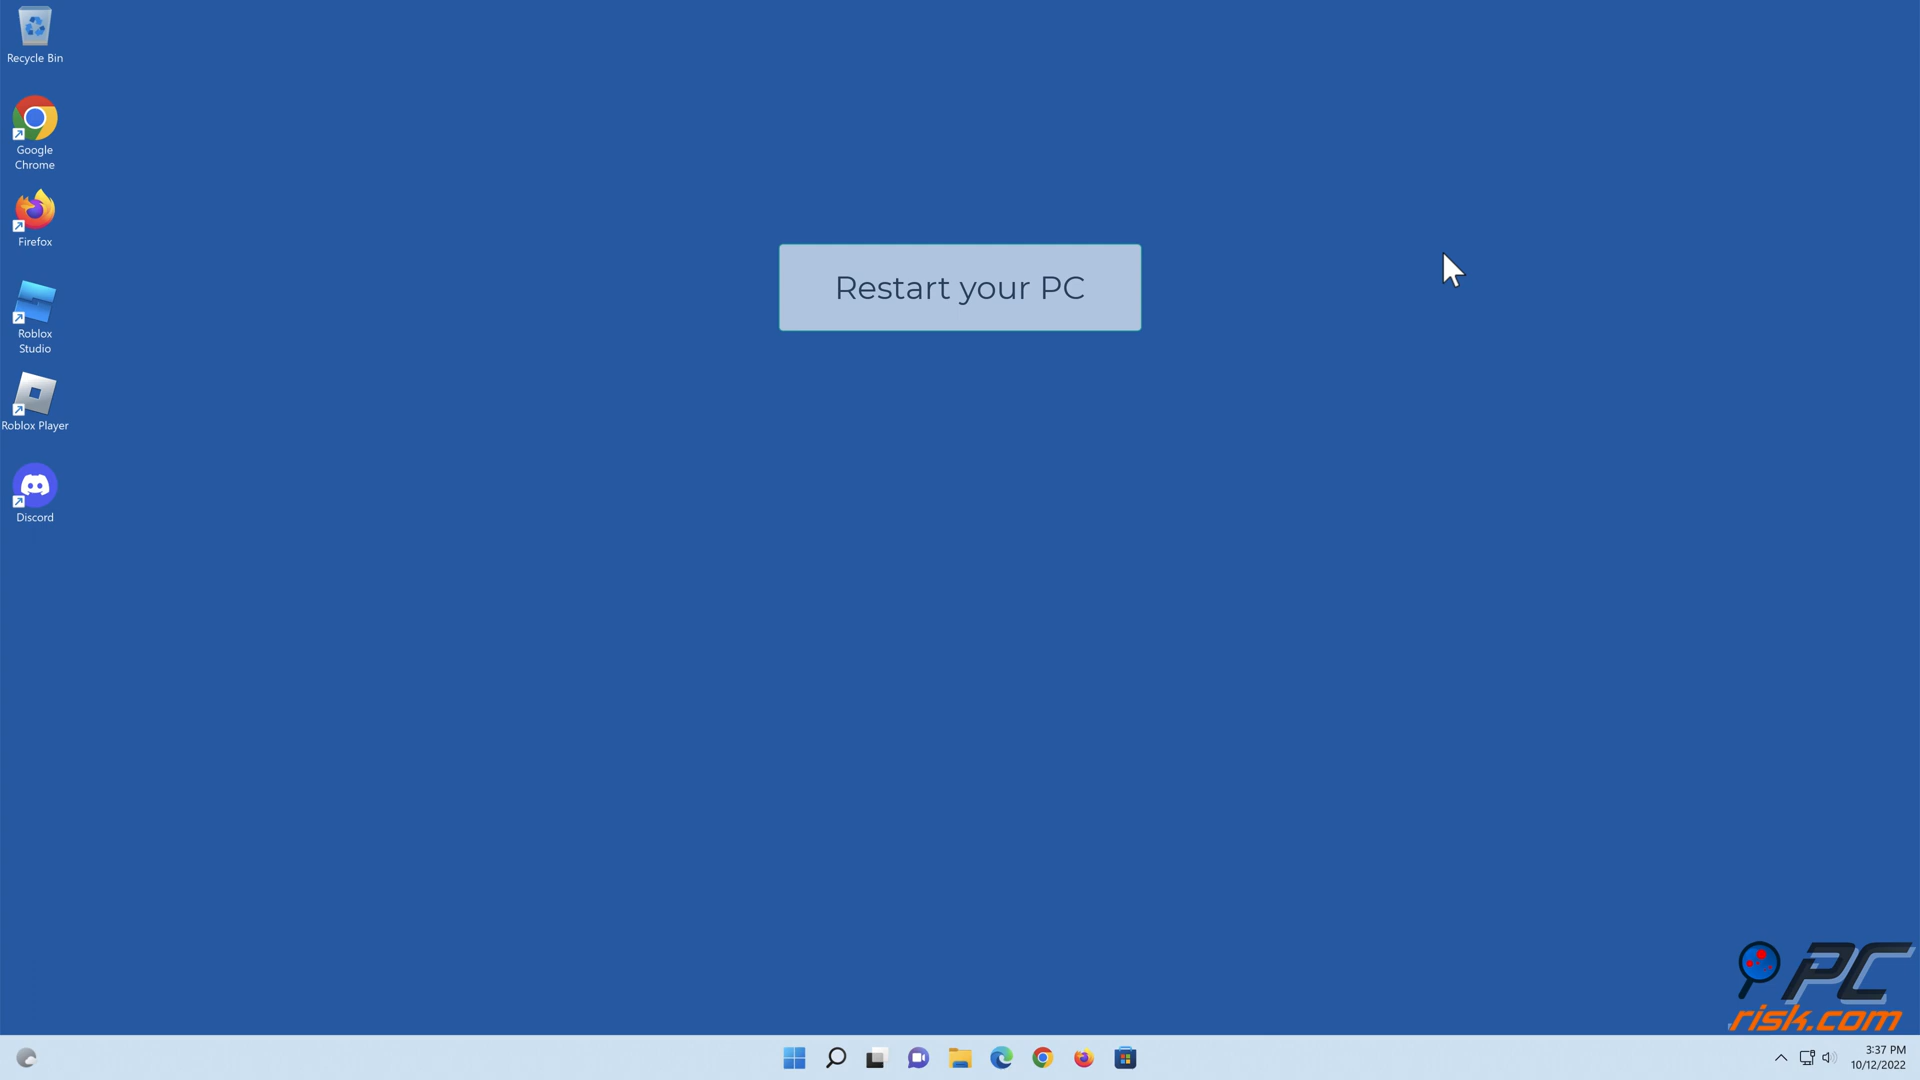 Recycle Bin
Google
Chrome
Firefox
Roblox
Studio
Roblox Player
Discord
Restart your PC
PC
risk.com
3:37 PM
10/12/2022